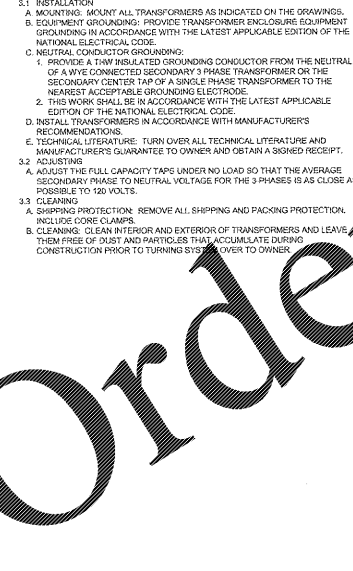 3.1 INSTALLATION
A. MOUNTING: MOUNT ALL TRANSFORMERS AS INDICATED ON THE DRAWINGS.
B. EQUIPMENT GROUNDING: PROVIDE TRANSFORMER ENCLOSURE EQUIPMENT
GROUNDING IN ACCORDANCE WITH THE LATEST APPLICABLE EDITION OF THE
NATIONAL ELECTRICAL CODE.
C. NEUTRAL CONDUCTOR GROUNDING:
1. PROVIDE A THW INSULATED GROUNDING CONDUCTOR FROM THE NEUTRAL
OF A WYE CONNECTED SECONDARY 3 PHASE TRANSFORMER OR THE
SECONDARY CENTER TAP OF A SINGLE PHASE TRANSFORMER TO THE
NEAREST ACCEPTABLE GROUNDING ELECTRODE.
2. THIS WORK SHALL BE IN ACCORDANCE WITH THE LATEST APPLICABLE
EDITION OF THE NATIONAL ELECTRICAL CODE.
D. INSTALL TRANSFORMERS IN ACCORDANCE WITH MANUFACTURER'S
RECOMMENDATIONS.
E. TECHNICAL LITERATURE: TURN OVER ALL TECHNICAL LITERATURE AND
MANUFACTURER'S GUARANTEE TO OWNER AND OBTAIN A SIGNED RECEIPT.
3.2 ADJUSTING
A. ADJUST THE FULL CAPACITY TAPS UNDER NO LOAD SO THAT THE AVERAGE
SECONDARY PHASE TO NEUTRAL VOLTAGE FOR THE 3 PHASES IS AS CLOSE AS
POSSIBLE TO 120 VOLTS.
3.3 CLEANING
A. SHIPPING PROTECTION: REMOVE ALL SHIPPING AND PACKING PROTECTION.
INCLUDE CORE CLAMPS.
B. CLEANING: CLEAN INTERIOR AND EXTERIOR OF TRANSFORMERS AND LEAVE
THEM FREE OF DUST AND PARTICLES THAT ACCUMULATE DURING
CONSTRUCTION PRIOR TO TURNING SYSTEM OVER TO OWNER.
Orde